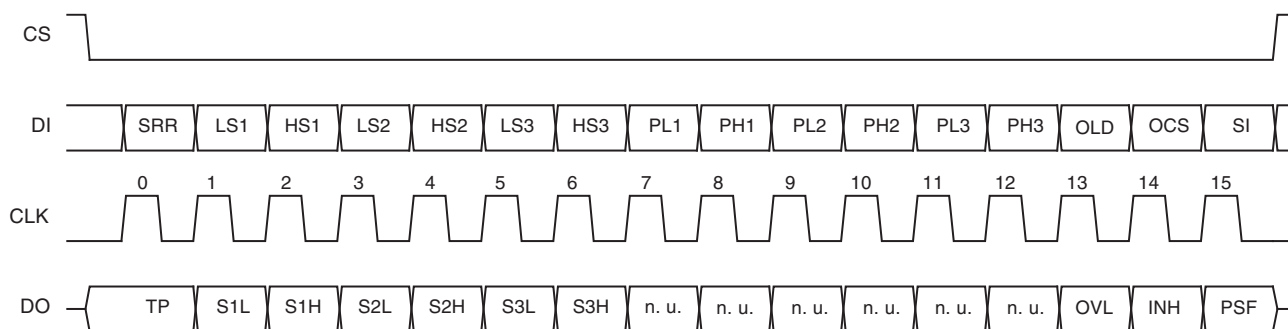 CS
DI SRR LS1 HS1 LS2 HS2 LS3 HS3 PL1 PH1 PL2 PH2 PL3 PH3 OLD OCS SI
0 1 2 3 4 5 6 7 8 9 10 11 12 13 14 15
CLK
DO TP S1L S1H S2L S2H S3L S3H n. u. n. u. n. u. n. u. n. u. n. u. OVL INH PSF